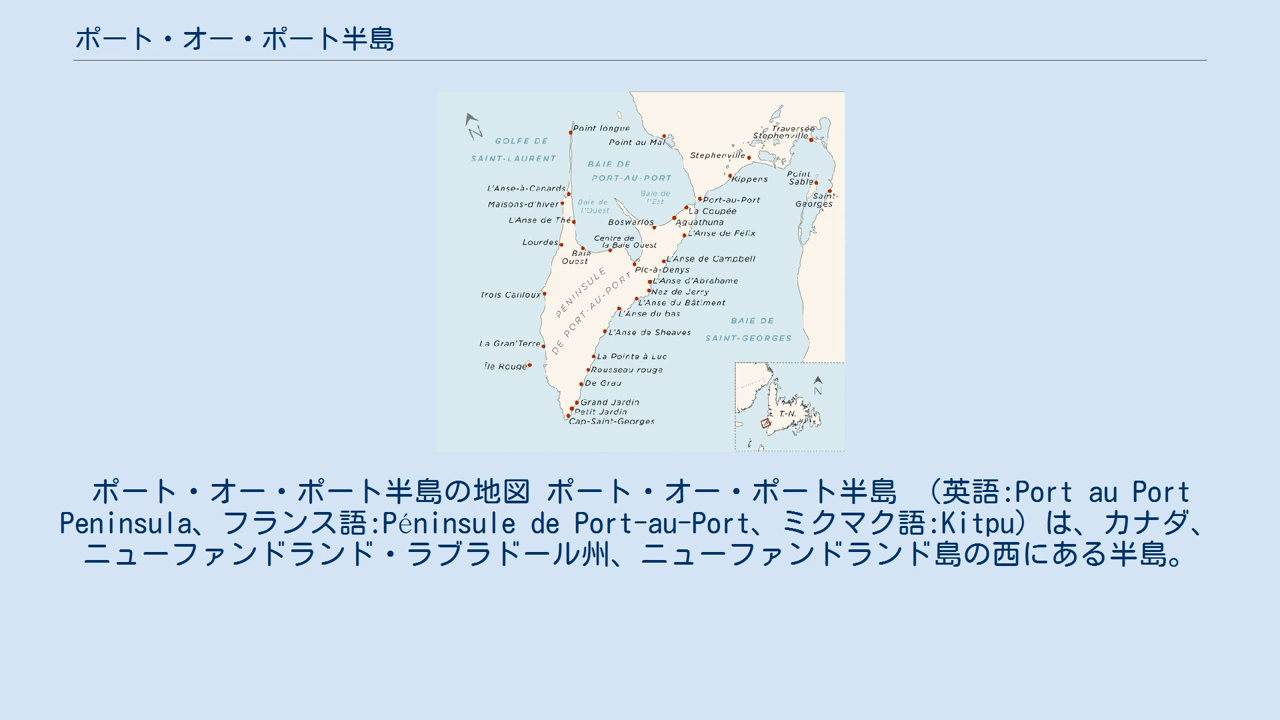 ポート・オー・ポート半島
Point longue
Point au Mal
Traversée
Stephenville
GOLFE DE
SAINT-LAURENT
BAIE DE
PORT-AU-PORT
Stephenville
Kippens
Point
Sable
Saint-
Georges
L'Anse-à-Canards
Maisons-d'hiver
Baie de
l'Ouest
Baie de
l'Est
Port-au-Port
La Coupée
L'Anse de Thé
Boswarlos
Aguathuna
L'Anse de Félix
Lourdes
Centre de
la Baie Ouest
Baie
Ouest
L'Anse de Campbell
Pic-à-Denys
L'Anse d'Abrahame
Nez de Jerry
Trois Cailloux
PÉNINSULE
DE PORT-AU-PORT
L'Anse du Bâtiment
L'Anse du bas
BAIE DE
SAINT-GEORGES
L'Anse de Sheaves
La Gran'Terre
La Pointe à Luc
Île Rouge
Rousseau rouge
De Grau
Grand Jardin
Petit Jardin
Cap-Saint-Georges
N
N
T.-N.
ポート・オー・ポート半島の地図 ポート・オー・ポート半島 （英語:Port au Port
Peninsula、フランス語:Péninsule de Port-au-Port、ミクマク語:Kitpu）は、カナダ、
ニューファンドランド・ラブラドール州、ニューファンドランド島の西にある半島。